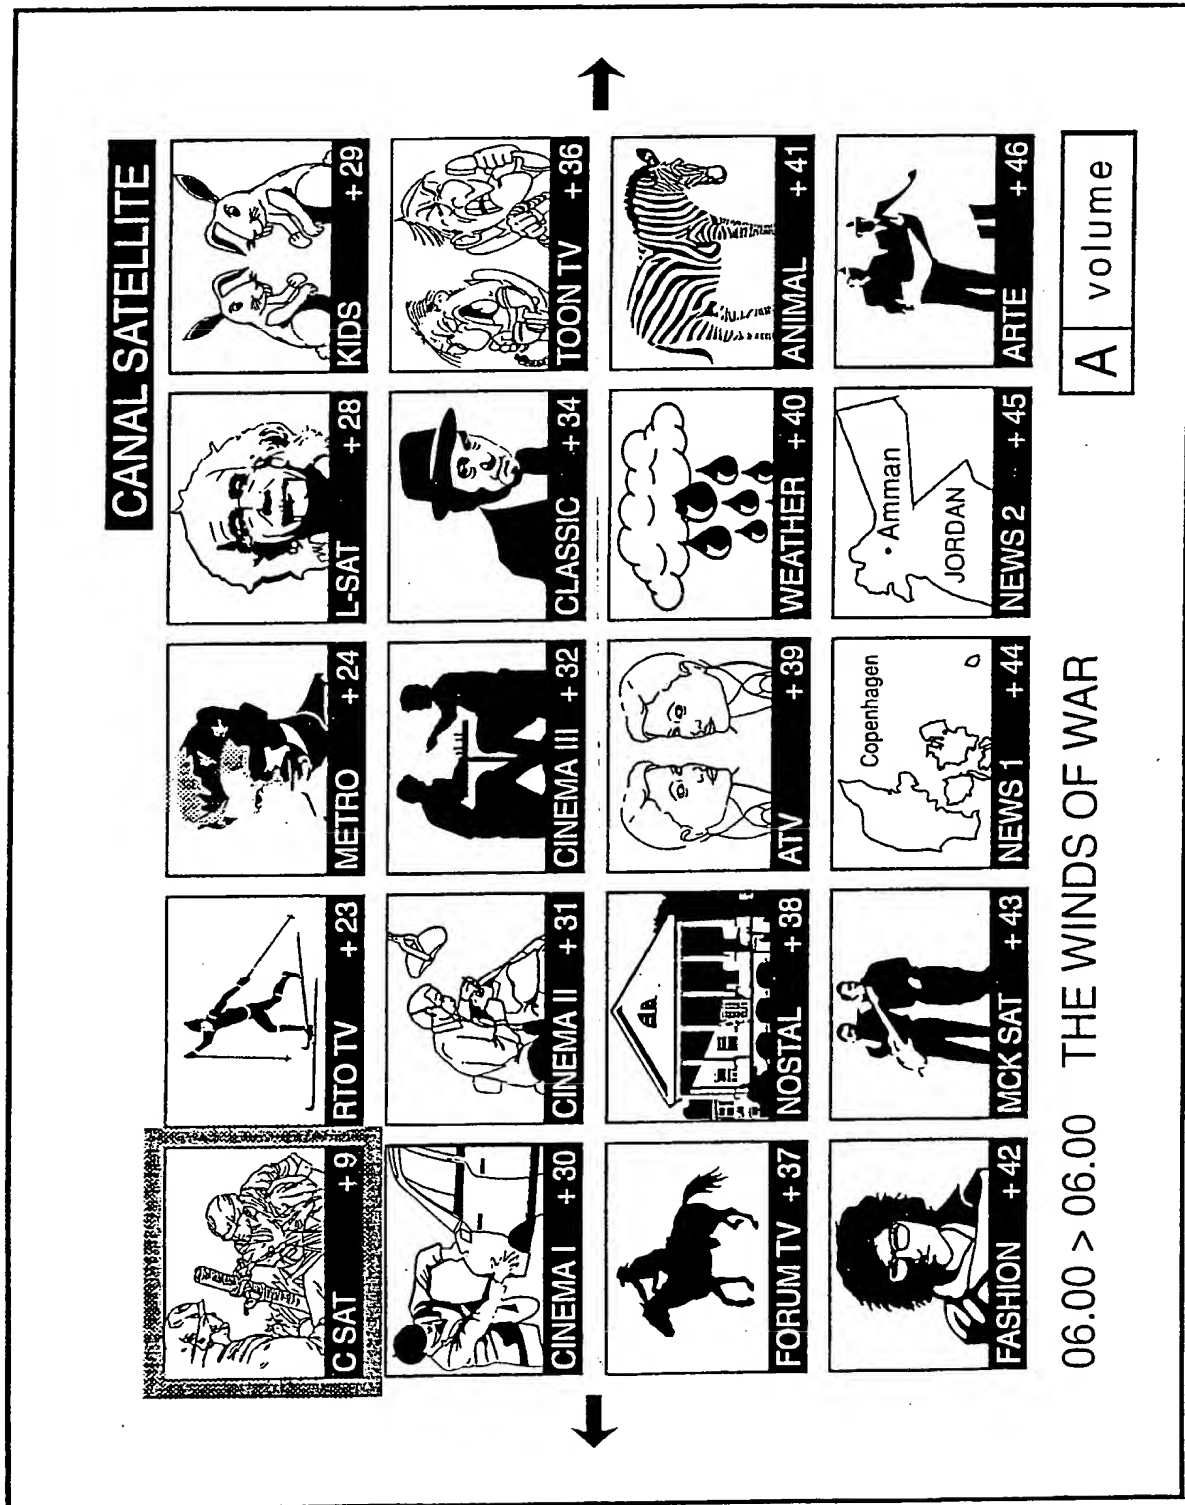 CANAL SATELLITE
C SAT +9
RTO TV +23
METRO +24
L-SAT +28
KIDS +29
CINEMA I +30
CINEMA II +31
CINEMA III +32
CLASSIC +34
TOON TV +36
FORUM TV +37
NOSTAL +38
ATV +39
WEATHER +40
ANIMAL +41
Copenhagen
Amman
JORDAN
FASHION +42
MCK SAT +43
NEWS 1 +44
NEWS 2 +45
ARTE +46
06.00 > 06.00 THE WINDS OF WAR
A volume